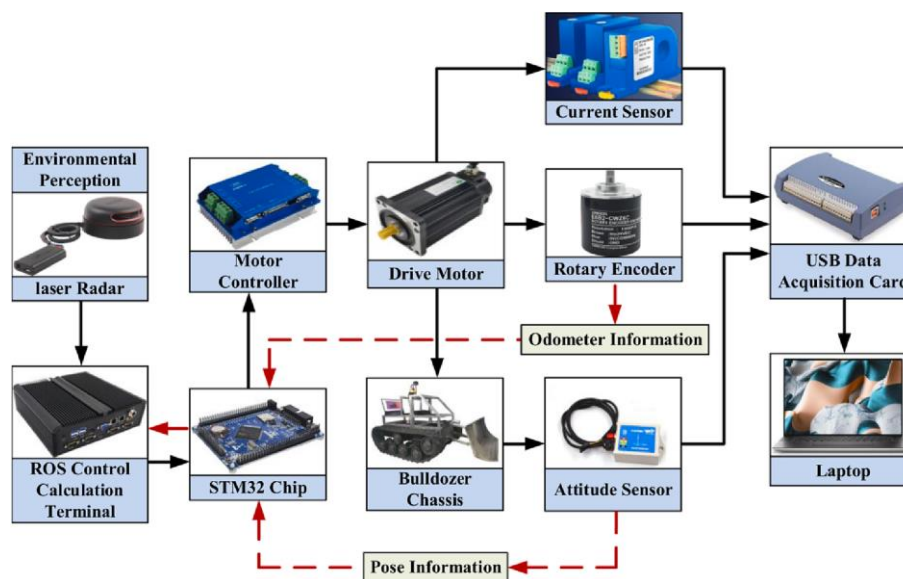 Current Sensor
Environmental
Perception
laser Radar
Motor
Controller
Drive Motor
Rotary Encoder
USB Data
Acquisition Card
Odometer Information
ROS Control
Calculation
Terminal
STM32 Chip
Bulldozer
Chassis
Attitude Sensor
Laptop
Pose Information